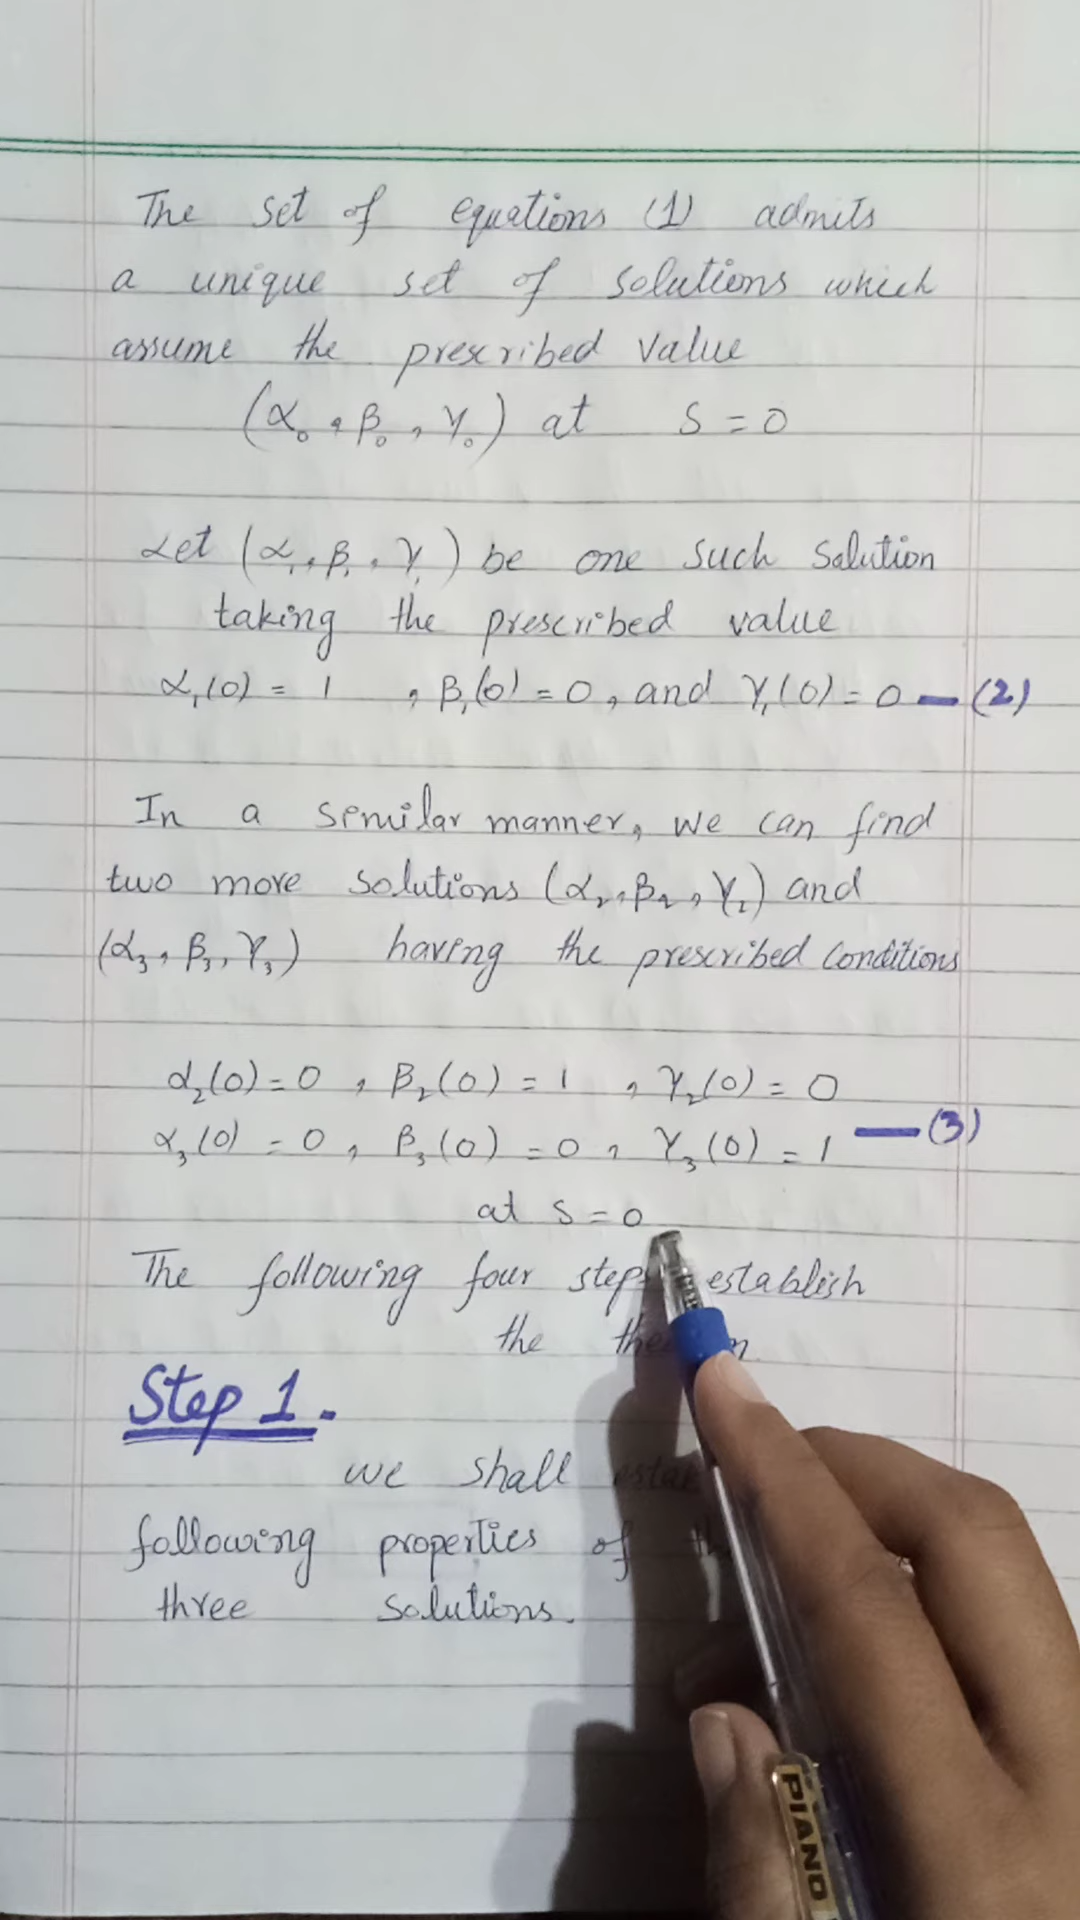 The set of equations (1) admits
a unique set of solutions which
assume the prescribed value
(α₀, β₀, γ₀) at S = 0
Let (α₁, β₁, γ₁) be one such solution
taking the prescribed value
α₁(0) = 1 , β₁(0) = 0, and γ₁(0) = 0 — (2)
In a similar manner, we can find
two more solutions (α₂, β₂, γ₂) and
(α₃, β₃, γ₃) having the prescribed conditions
α₂(0) = 0 , β₂(0) = 1 , γ₂(0) = 0
α₃(0) = 0, β₃(0) = 0, γ₃(0) = 1 — (3)
at S = 0
The following four steps establish
the
Step 1.
we shall
following properties of
three solutions.
PIANO